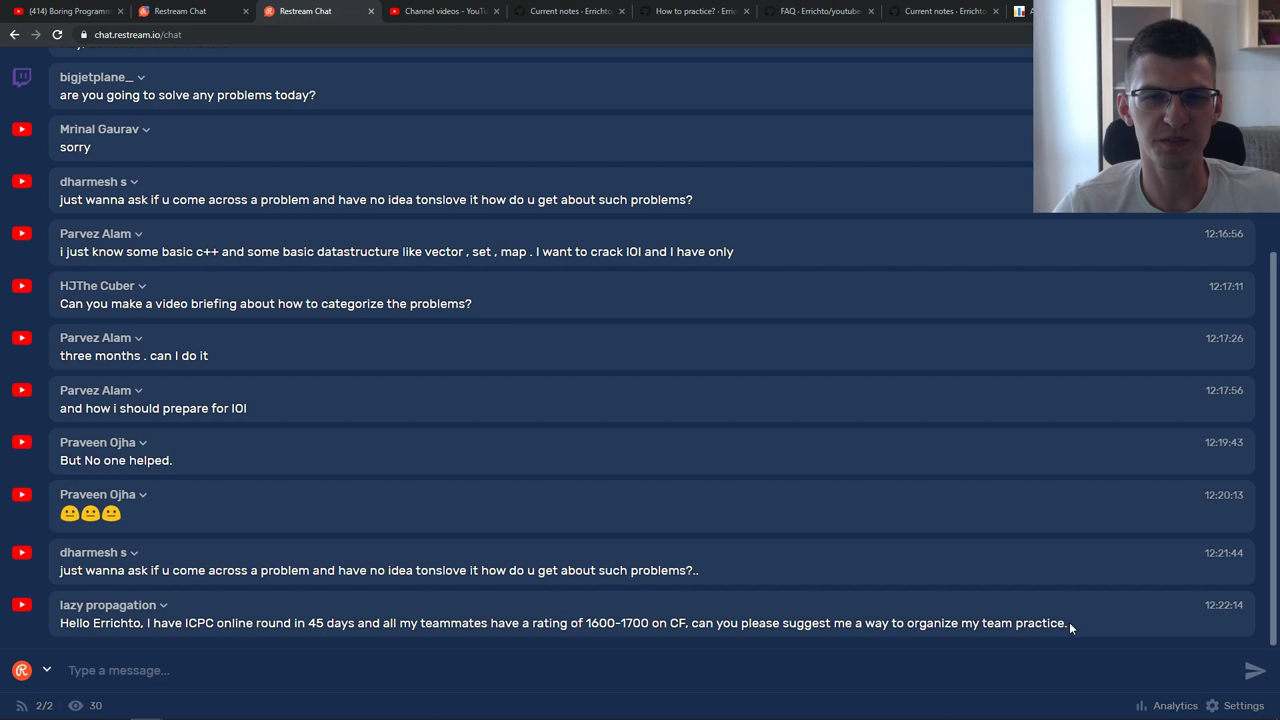 (414) Boring Programm
Restream Chat
Restream Chat
Channel videos - YouTu
Current notes - Errichto
How to practice? · Erric
FAQ · Errichto/youtube
Current notes - Errichto
chat.restream.io/chat
bigjetplane_
are you going to solve any problems today?
Mrinal Gaurav
sorry
dharmesh s
just wanna ask if u come across a problem and have no idea tonslove it how do u get about such problems?
Parvez Alam
12:16:56
i just know some basic c++ and some basic datastructure like vector , set , map . I want to crack IOI and I have only
HJThe Cuber
12:17:11
Can you make a video briefing about how to categorize the problems?
Parvez Alam
12:17:26
three months . can I do it
Parvez Alam
12:17:56
and how i should prepare for IOI
Praveen Ojha
12:19:43
But No one helped.
Praveen Ojha
12:20:13
😐😐😐
dharmesh s
12:21:44
just wanna ask if u come across a problem and have no idea tonslove it how do u get about such problems?..
lazy propagation
12:22:14
Hello Errichto, I have ICPC online round in 45 days and all my teammates have a rating of 1600-1700 on CF, can you please suggest me a way to organize my team practice.
Type a message...
2/2
30
Analytics
Settings